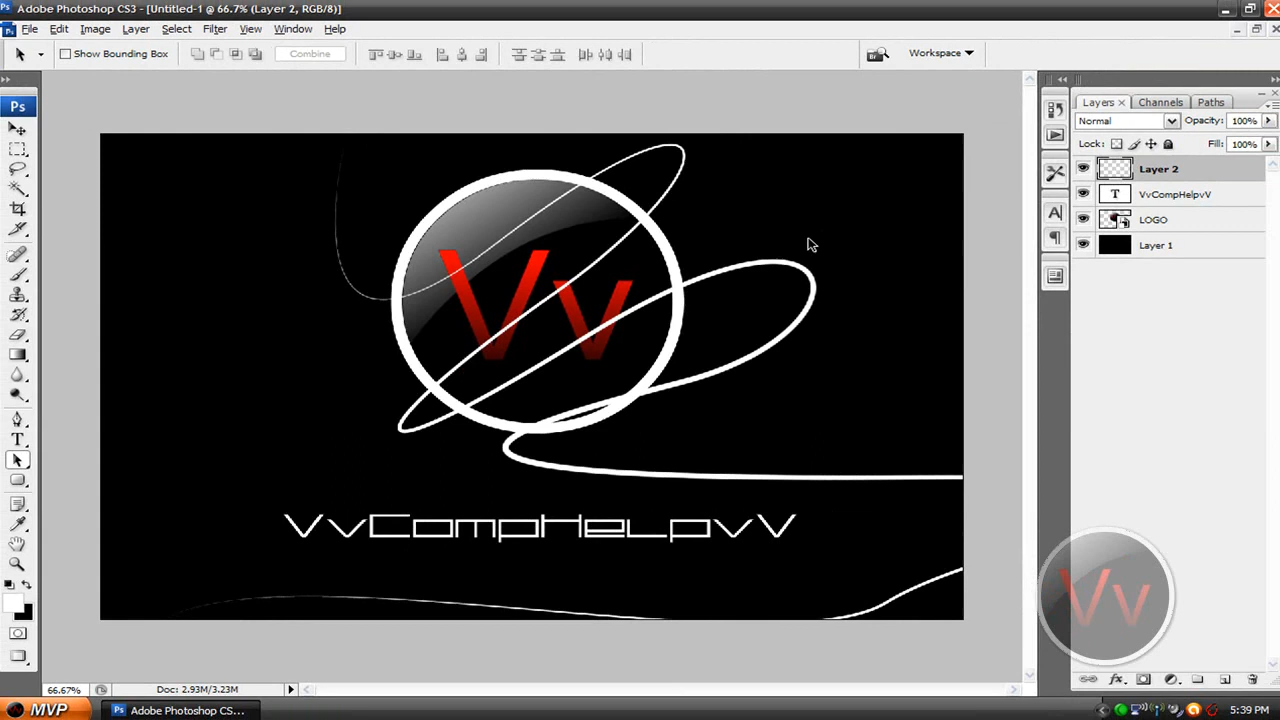 Adobe Photoshop CS3 - [Untitled-1 @ 66.7% (Layer 2, RGB/8)]
File Edit Image Layer Select Filter View Window Help
Show Bounding Box Combine Workspace
Ps
Layers Channels Paths
Normal Opacity: 100%
Lock: Fill: 100%
Layer 2
T VvCompHelpvV
LOGO
Layer 1
Vv
VvCompHelpvV
Vv
66.67% Doc: 2.93M/3.23M
MVP Adobe Photoshop CS... 5:39 PM